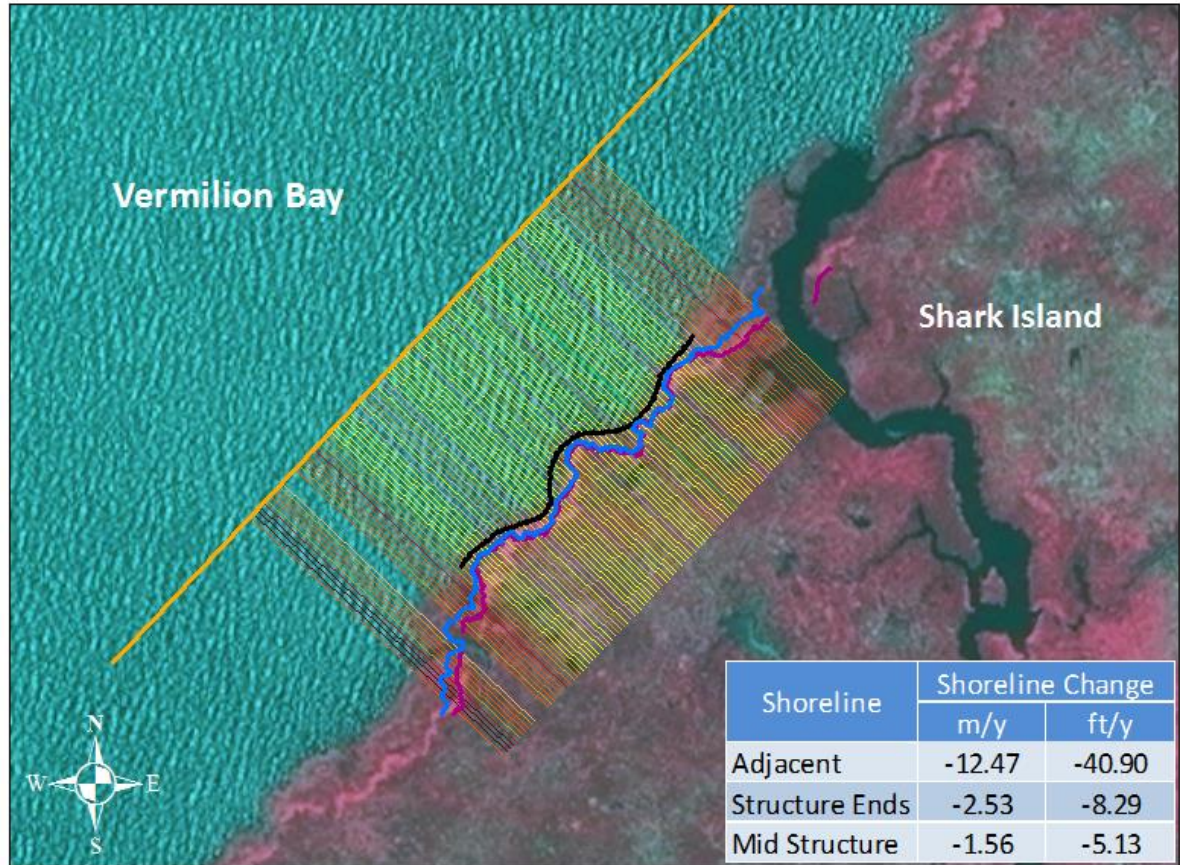 Vermilion Bay
Shark Island
N
W E
S
Shoreline Shoreline Change
m/y ft/y
Adjacent -12.47 -40.90
Structure Ends -2.53 -8.29
Mid Structure -1.56 -5.13